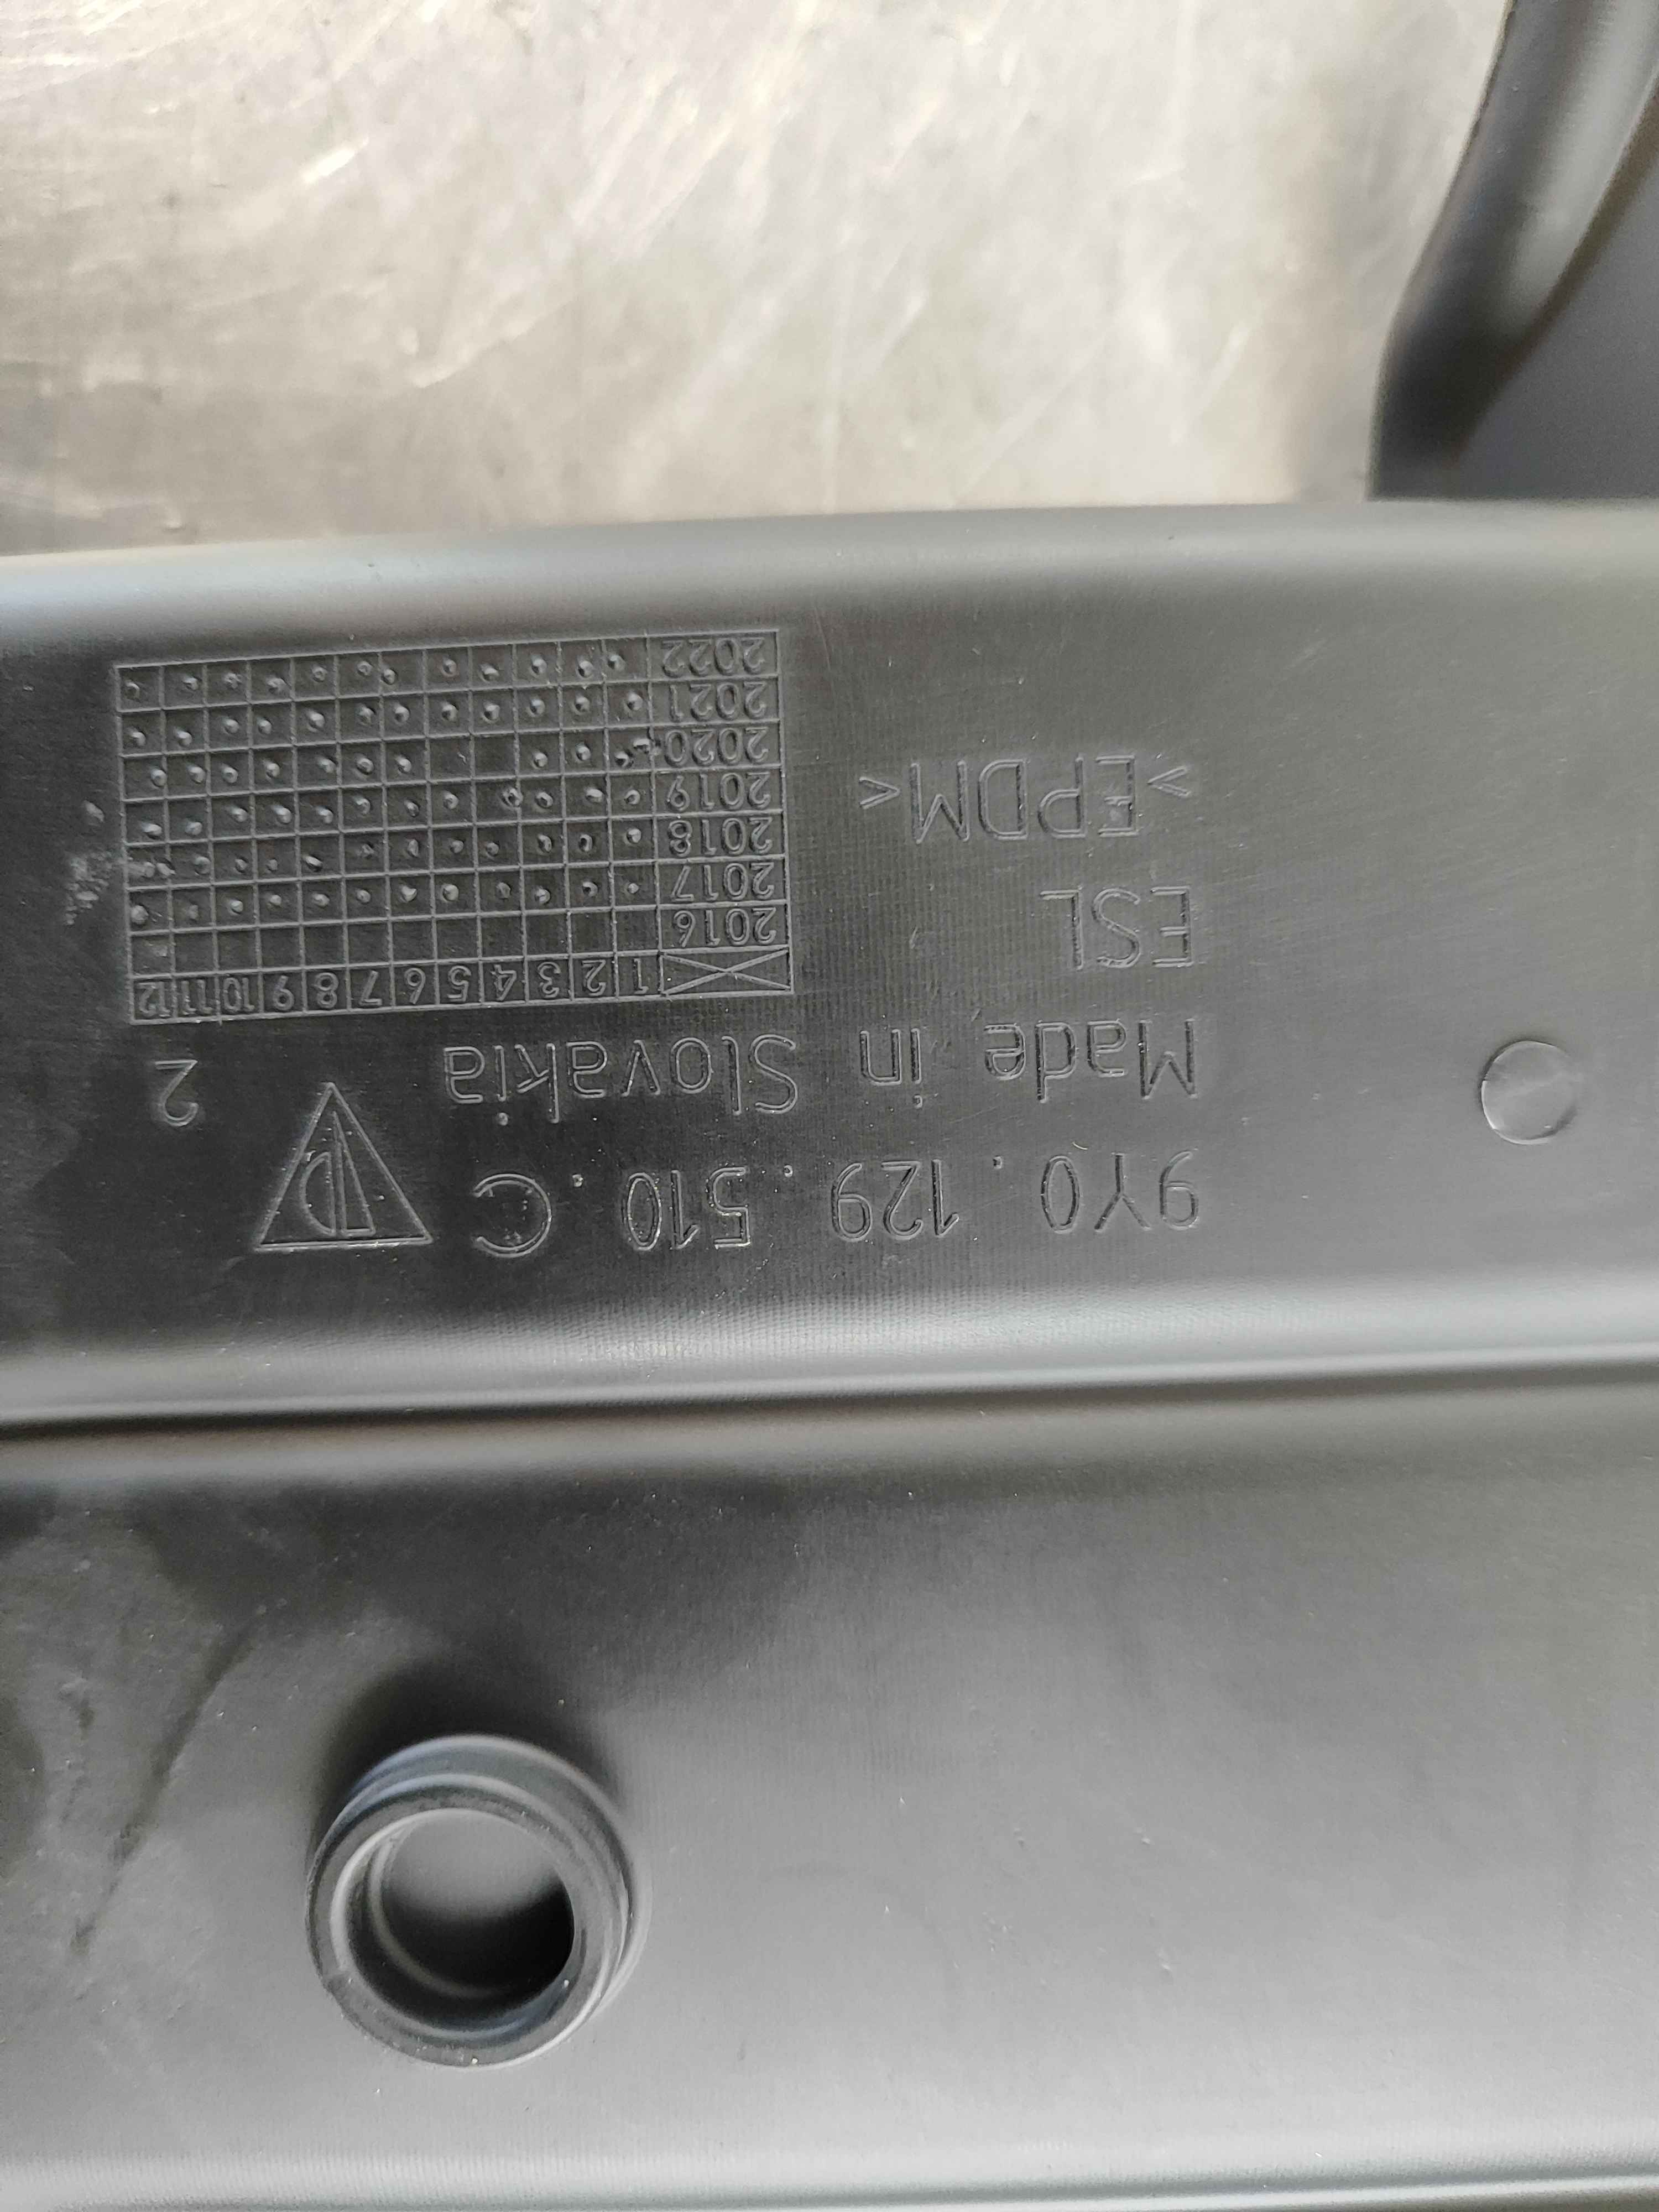 9Y0.129.510.C
Made in Slovakia 2
ESL
>EPDM<
1 2 3 4 5 6 7 8 9 10 11 12
2016
2017
2018
2019
2020
2021
2022